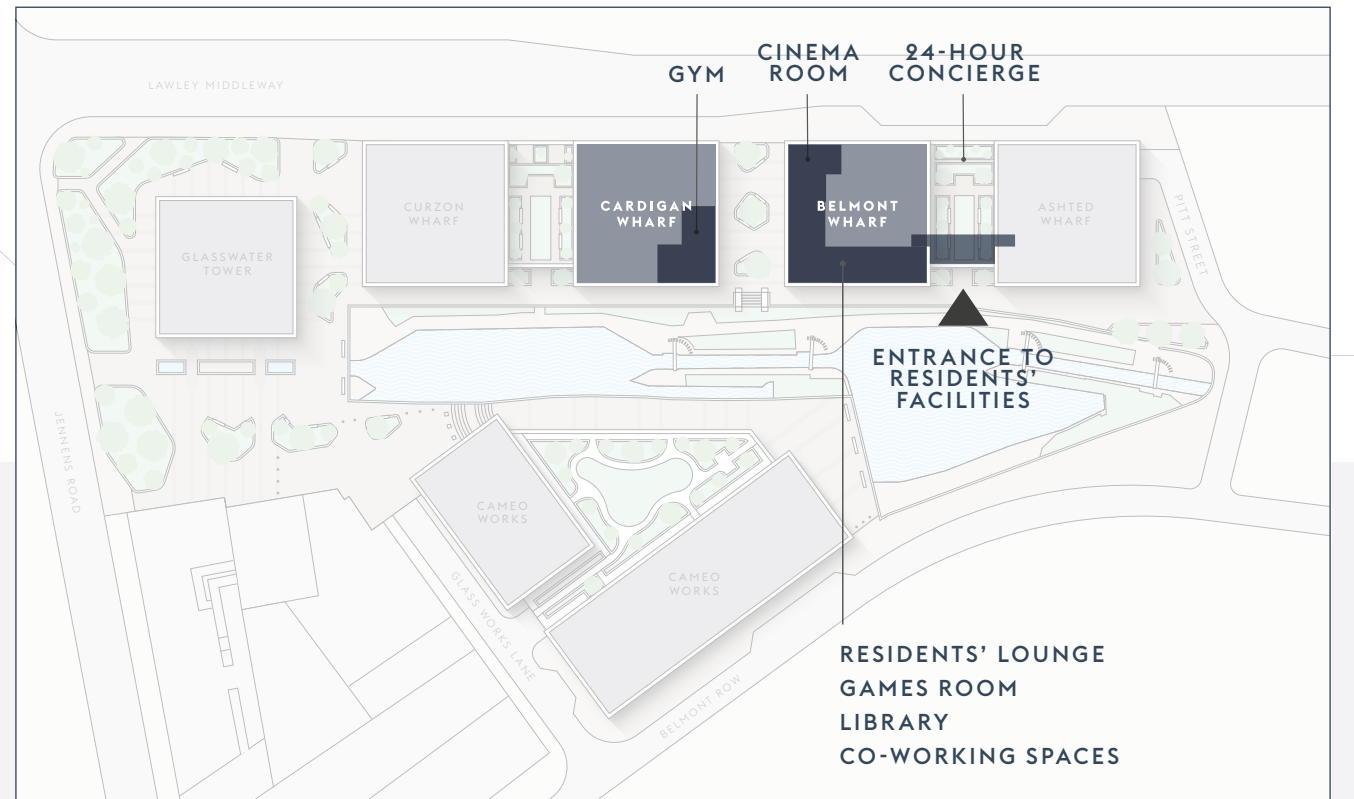 LAWLEY MIDDLEWAY
GYM
CINEMA
ROOM
24-HOUR
CONCIERGE
GLASSWATER
TOWER
CURZON
WHARF
CARDIGAN
WHARF
BELMONT
WHARF
ASHTED
WHARF
PITT STREET
ENTRANCE TO
RESIDENTS’
FACILITIES
JENNENS ROAD
CAMEO
WORKS
CAMEO
WORKS
GLASS WORKS LANE
BELMONT ROW
RESIDENTS’ LOUNGE
GAMES ROOM
LIBRARY
CO-WORKING SPACES